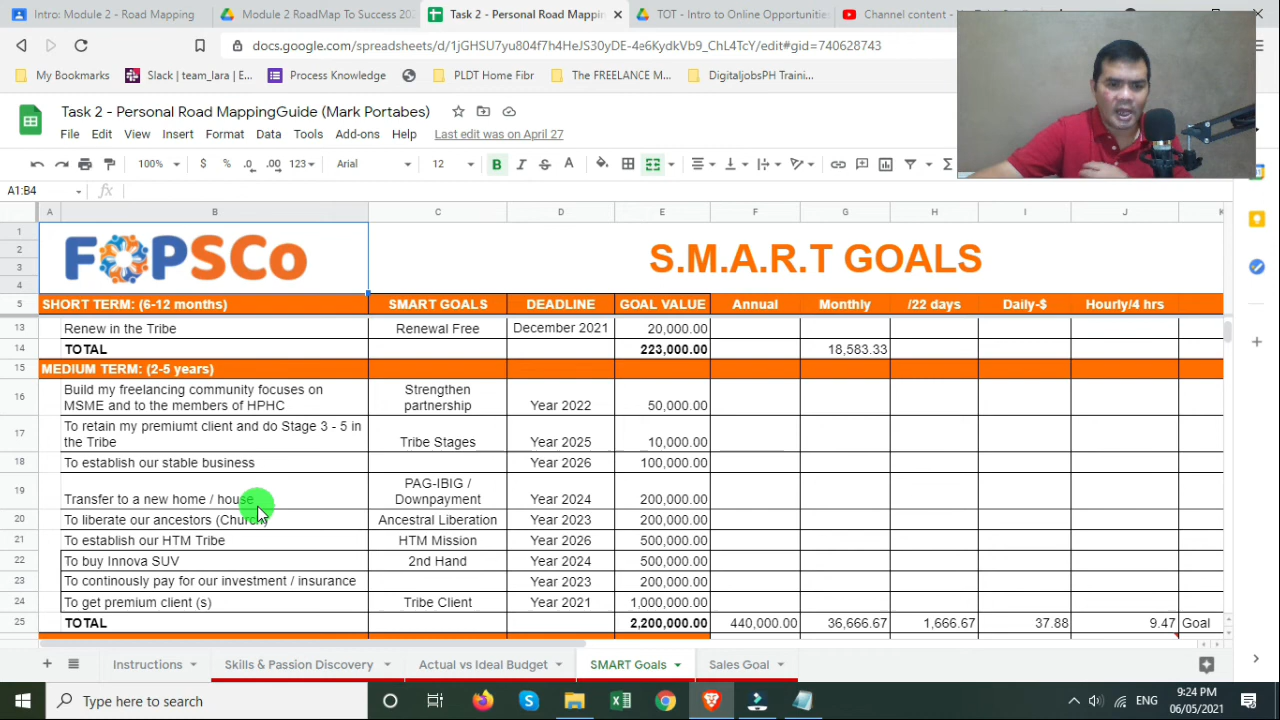 Intro: Module 2 - Road Mapping
Module 2 RoadMap To Success 202
Task 2 - Personal Road Mappin
TOT - Intro to Online Opportunities
Channel content -
docs.google.com/spreadsheets/d/1jGHSU7yu804f7h4HeJS30yDE-4e6KydkVb9_ChL4TcY/edit#gid=740628743
My Bookmarks
Slack | team_lara | E...
Process Knowledge
PLDT Home Fibr
The FREELANCE M...
DigitaljobsPH Traini...
Task 2 - Personal Road MappingGuide (Mark Portabes)
File Edit View Insert Format Data Tools Add-ons Help Last edit was on April 27
100% $ % .0 .00 123 Arial 12 B I S A Σ
A1:B4 fx
A B C D E F G H I J K
1
2
3
4
FOPSCo
S.M.A.R.T GOALS
5 SHORT TERM: (6-12 months) SMART GOALS DEADLINE GOAL VALUE Annual Monthly /22 days Daily-$ Hourly/4 hrs
13 Renew in the Tribe Renewal Free December 2021 20,000.00
14 TOTAL 223,000.00 18,583.33
15 MEDIUM TERM: (2-5 years)
16 Build my freelancing community focuses on
MSME and to the members of HPHC
Strengthen
partnership
Year 2022 50,000.00
17 To retain my premiumt client and do Stage 3 - 5 in
the Tribe
Tribe Stages Year 2025 10,000.00
18 To establish our stable business Year 2026 100,000.00
19 Transfer to a new home / house
PAG-IBIG /
Downpayment
Year 2024 200,000.00
20 To liberate our ancestors (Church) Ancestral Liberation Year 2023 200,000.00
21 To establish our HTM Tribe HTM Mission Year 2026 500,000.00
22 To buy Innova SUV 2nd Hand Year 2024 500,000.00
23 To continously pay for our investment / insurance Year 2023 200,000.00
24 To get premium client (s) Tribe Client Year 2021 1,000,000.00
25 TOTAL 2,200,000.00 440,000.00 36,666.67 1,666.67 37.88 9.47 Goal
Instructions
Skills & Passion Discovery
Actual vs Ideal Budget
SMART Goals
Sales Goal
Type here to search
ENG
9:24 PM
06/05/2021